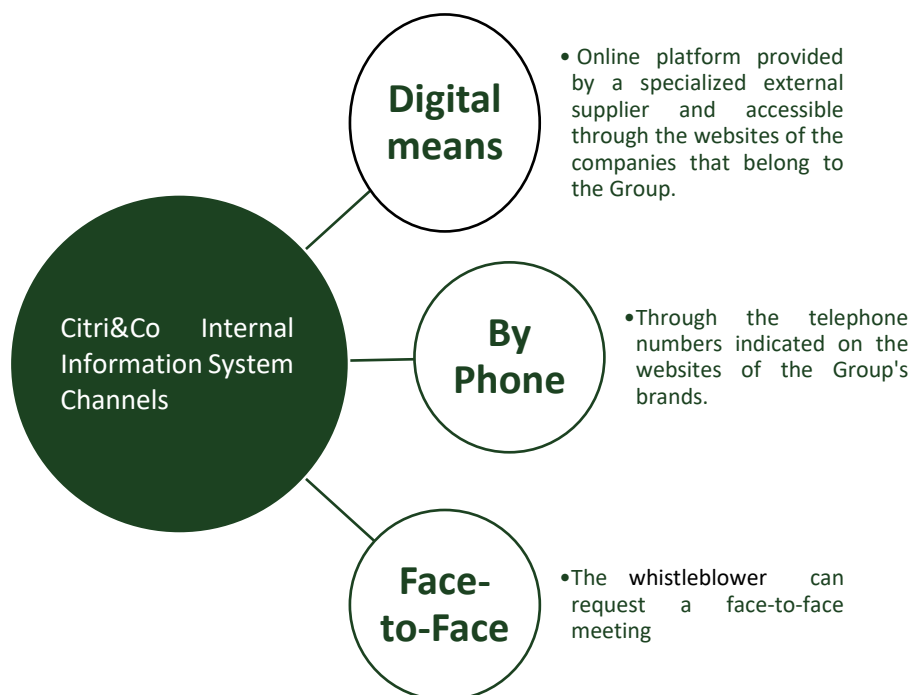 Citri&Co Internal
Information System
Channels
Digital
means
• Online platform provided
by a specialized external
supplier and accessible
through the websites of the
companies that belong to
the Group.
By
Phone
•Through the telephone
numbers indicated on the
websites of the Group's
brands.
Face-
to-Face
•The whistleblower can
request a face-to-face
meeting